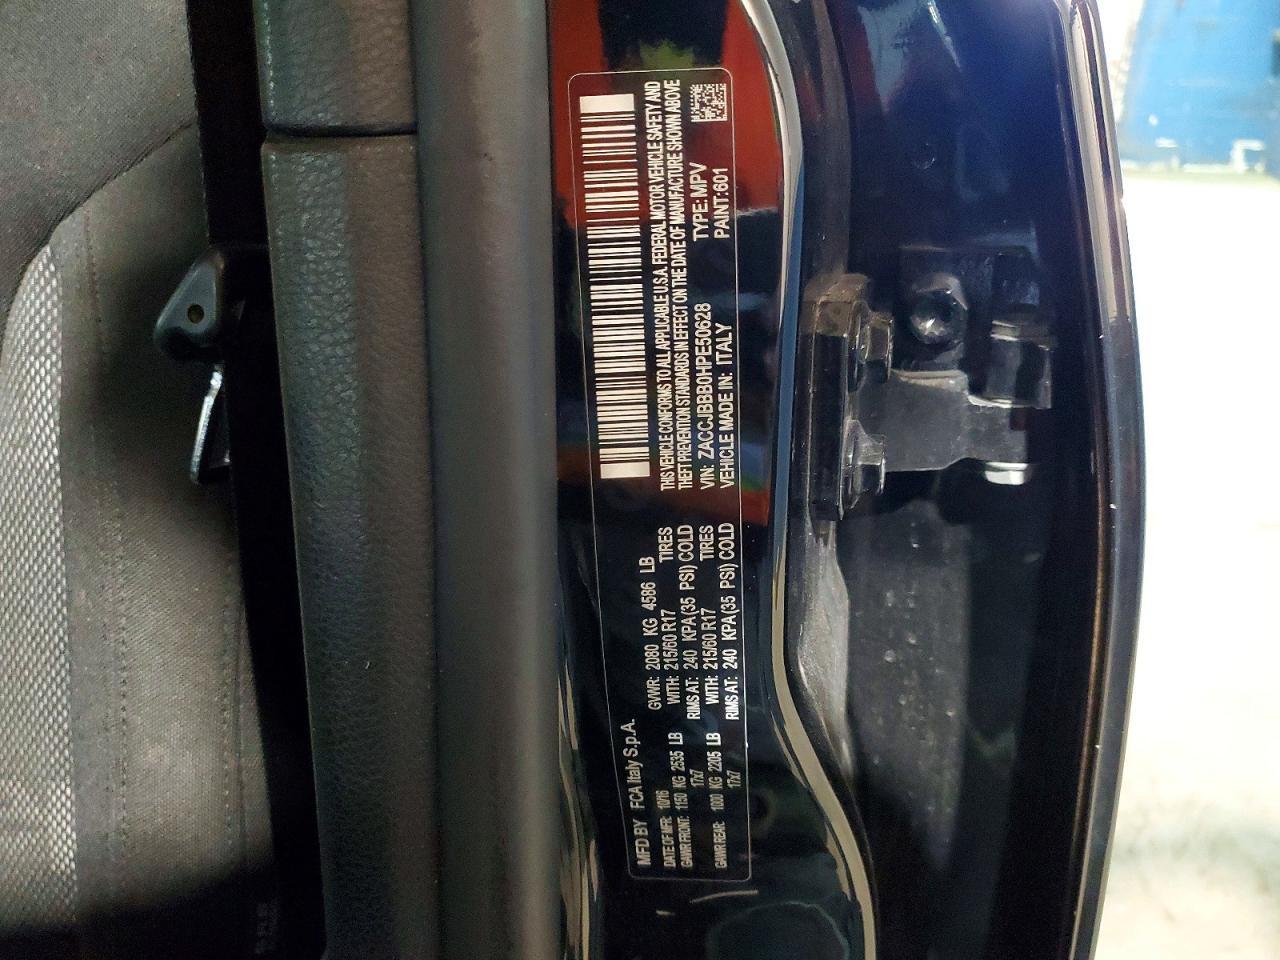 MFD BY FCA Italy S.p.A.
DATE OF MFR: 10/16 GVWR: 2080 KG 4586 LB
GAWR FRONT: 1150 KG 2535 LB WITH: 215/60 R17 TIRES
17x7 RIMS AT: 240 KPA (35 PSI) COLD
GAWR REAR: 1000 KG 2205 LB WITH: 215/60 R17 TIRES
17x7 RIMS AT: 240 KPA (35 PSI) COLD
THIS VEHICLE CONFORMS TO ALL APPLICABLE U.S.A. FEDERAL MOTOR VEHICLE SAFETY AND
THEFT PREVENTION STANDARDS IN EFFECT ON THE DATE OF MANUFACTURE SHOWN ABOVE
VIN: ZACCJBBB0HPE50628 TYPE: MPV
VEHICLE MADE IN: ITALY PAINT: 601